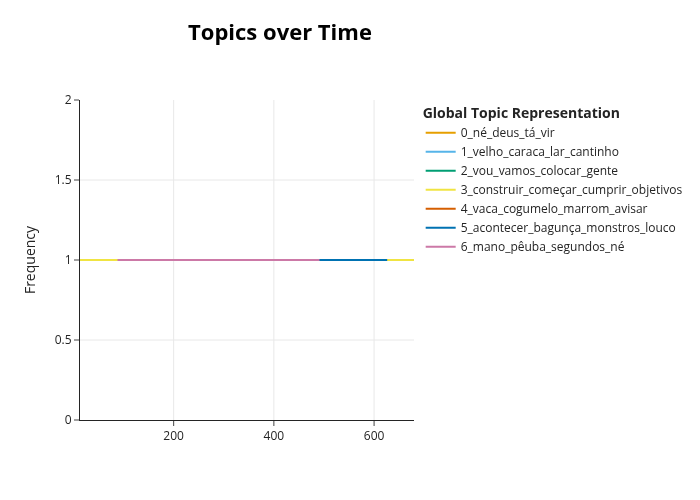 Topics over Time
Global Topic Representation
0_né_deus_tá_vir
1_velho_caraca_lar_cantinho
2_vou_vamos_colocar_gente
3_construir_começar_cumprir_objetivos
4_vaca_cogumelo_marrom_avisar
5_acontecer_bagunça_monstros_louco
6_mano_pêuba_segundos_né
Frequency
2
1.5
1
0.5
0
200
400
600